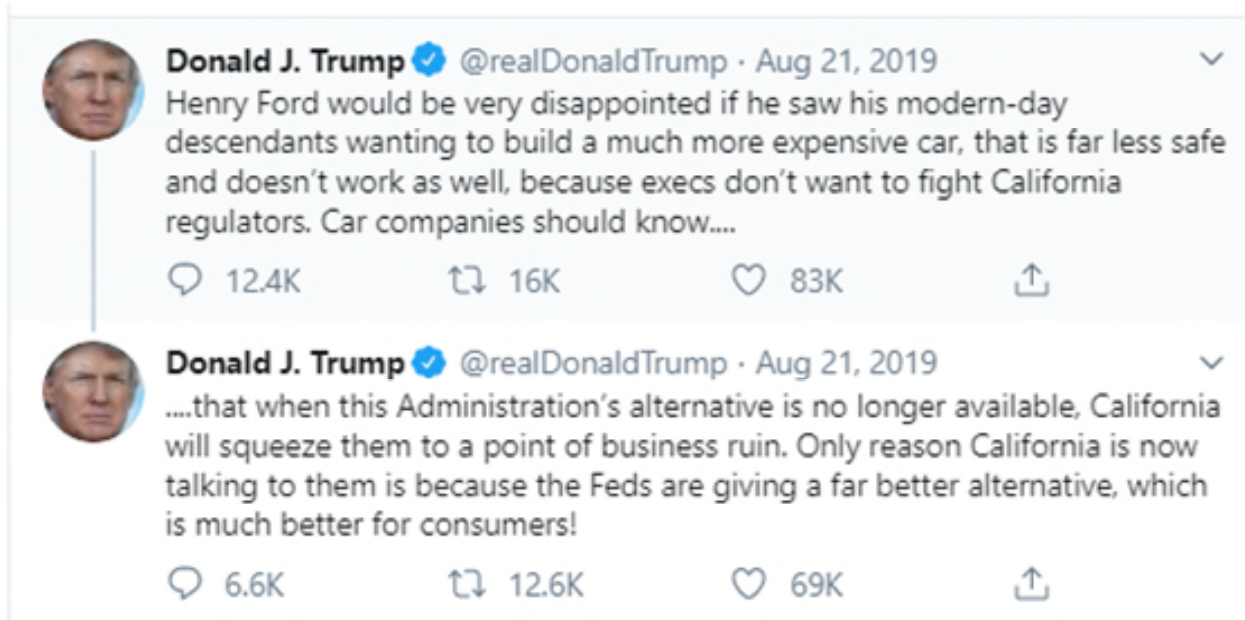 Donald J. Trump @realDonaldTrump · Aug 21, 2019
Henry Ford would be very disappointed if he saw his modern-day
descendants wanting to build a much more expensive car, that is far less safe
and doesn't work as well, because execs don't want to fight California
regulators. Car companies should know....
12.4K 16K 83K
Donald J. Trump @realDonaldTrump · Aug 21, 2019
....that when this Administration's alternative is no longer available, California
will squeeze them to a point of business ruin. Only reason California is now
talking to them is because the Feds are giving a far better alternative, which
is much better for consumers!
6.6K 12.6K 69K